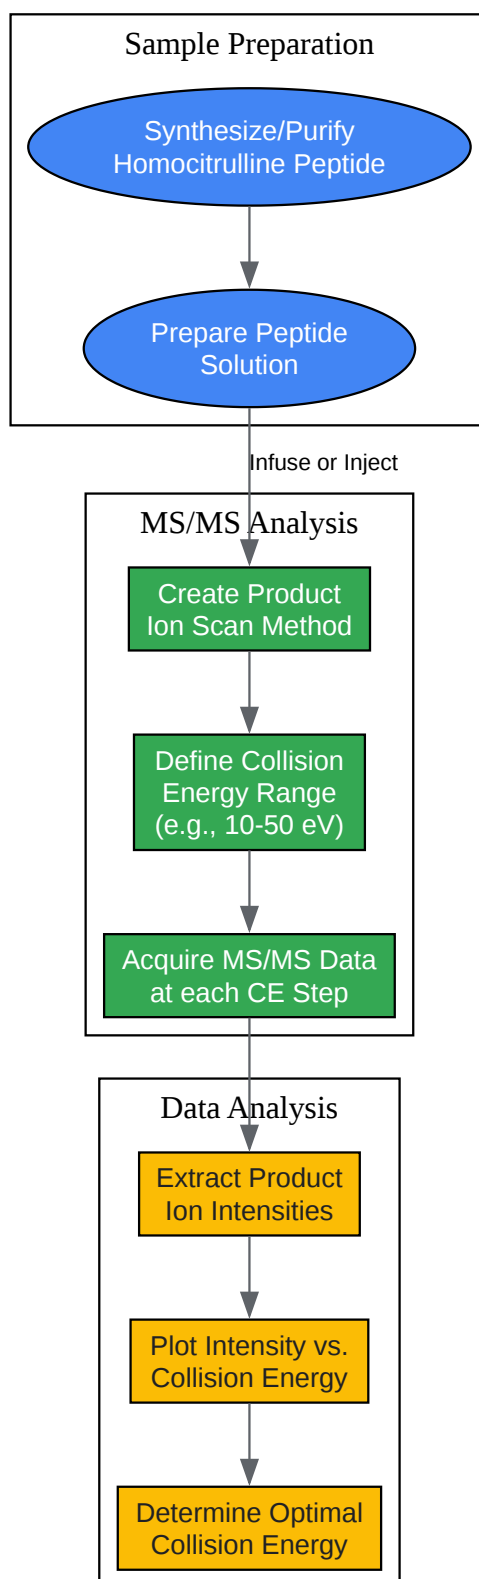 Sample Preparation
Synthesize/Purify
Homocitrulline Peptide
Prepare Peptide
Solution
Infuse or Inject
MS/MS Analysis
Create Product
Ion Scan Method
Define Collision
Energy Range
(e.g., 10-50 eV)
Acquire MS/MS Data
at each CE Step
Data Analysis
Extract Product
Ion Intensities
Plot Intensity vs.
Collision Energy
Determine Optimal
Collision Energy